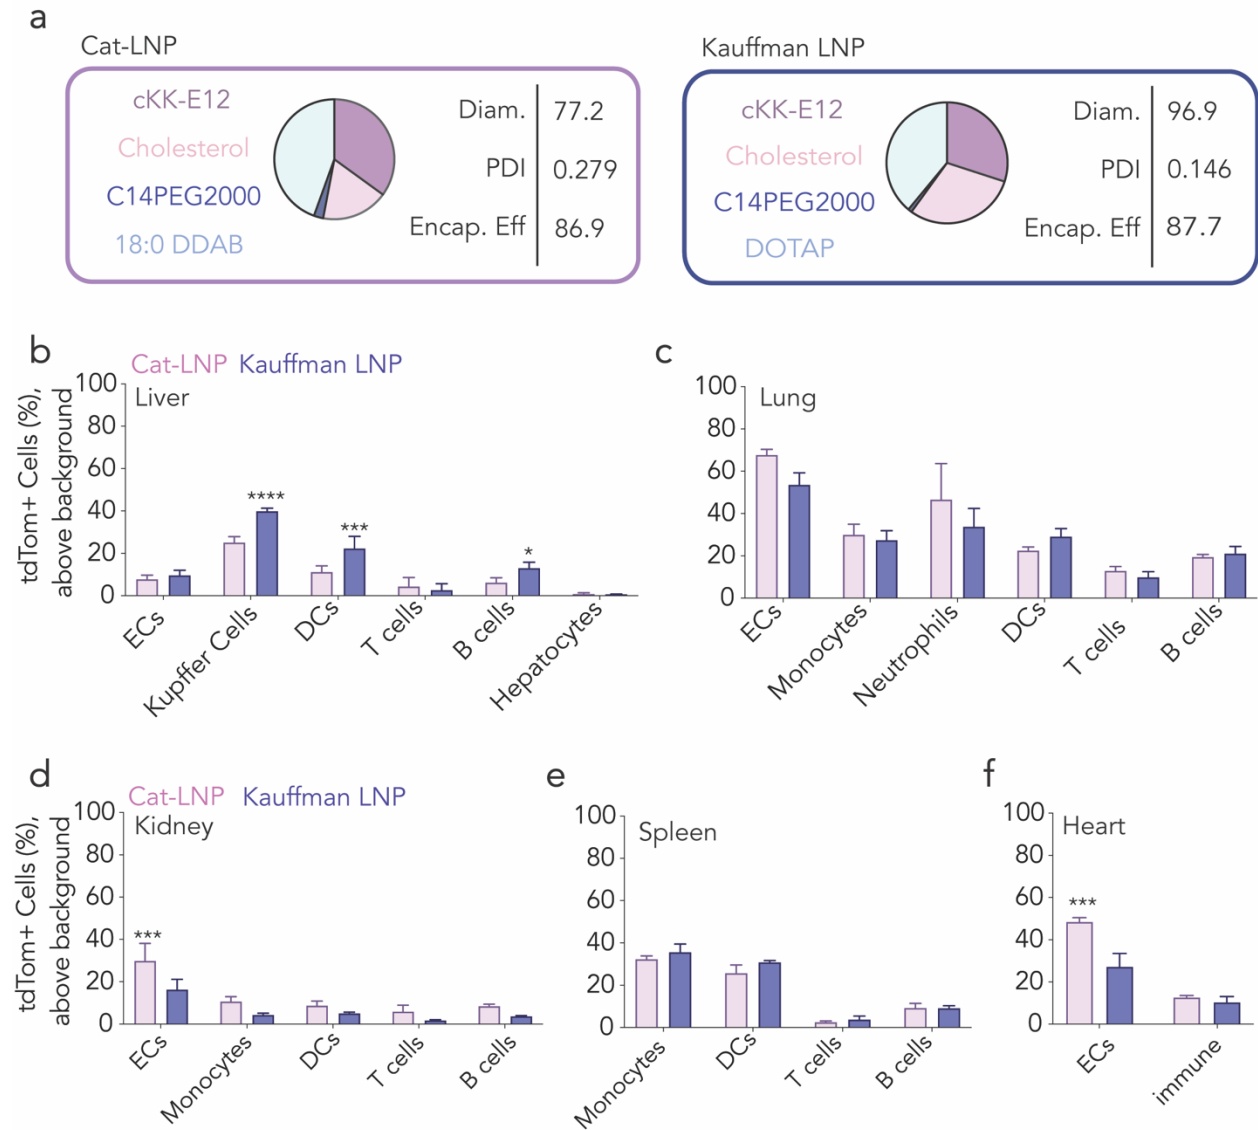 a
Cat-LNP
cKK-E12
Cholesterol
C14PEG2000
18:0 DDAB
Diam. 77.2
PDI 0.279
Encap. Eff 86.9
Kauffman LNP
cKK-E12
Cholesterol
C14PEG2000
DOTAP
Diam. 96.9
PDI 0.146
Encap. Eff 87.7
b
Cat-LNP Kauffman LNP
Liver
tdTom+ Cells (%),
above background
100
80
60
40
20
0
****
***
*
ECs
Kupffer Cells
DCs
T cells
B cells
Hepatocytes
c
Lung
100
80
60
40
20
0
ECs
Monocytes
Neutrophils
DCs
T cells
B cells
d
Cat-LNP Kauffman LNP
Kidney
tdTom+ Cells (%),
above background
100
80
60
40
20
0
***
ECs
Monocytes
DCs
T cells
B cells
e
Spleen
100
80
60
40
20
0
Monocytes
DCs
T cells
B cells
f
Heart
100
80
60
40
20
0
***
ECs
immune